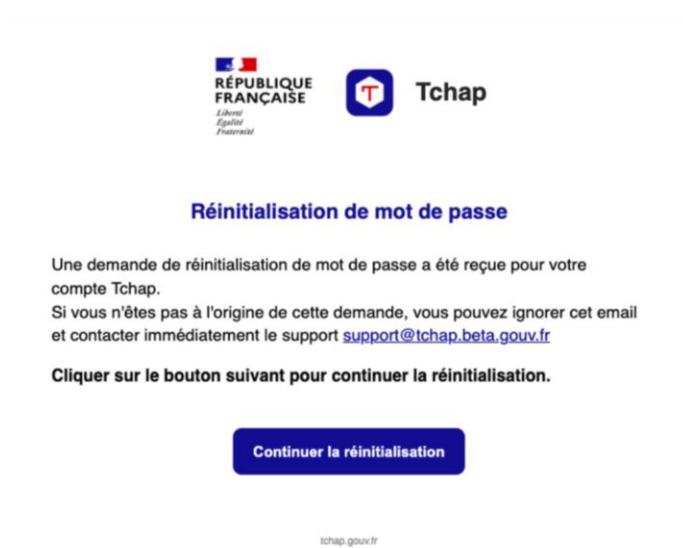 RÉPUBLIQUE
FRANÇAISE
Liberté
Égalité
Fraternité
Tchap
Réinitialisation de mot de passe
Une demande de réinitialisation de mot de passe a été reçue pour votre
compte Tchap.
Si vous n'êtes pas à l'origine de cette demande, vous pouvez ignorer cet email
et contacter immédiatement le support support@tchap.beta.gouv.fr
Cliquer sur le bouton suivant pour continuer la réinitialisation.
Continuer la réinitialisation
tchap.gouv.fr